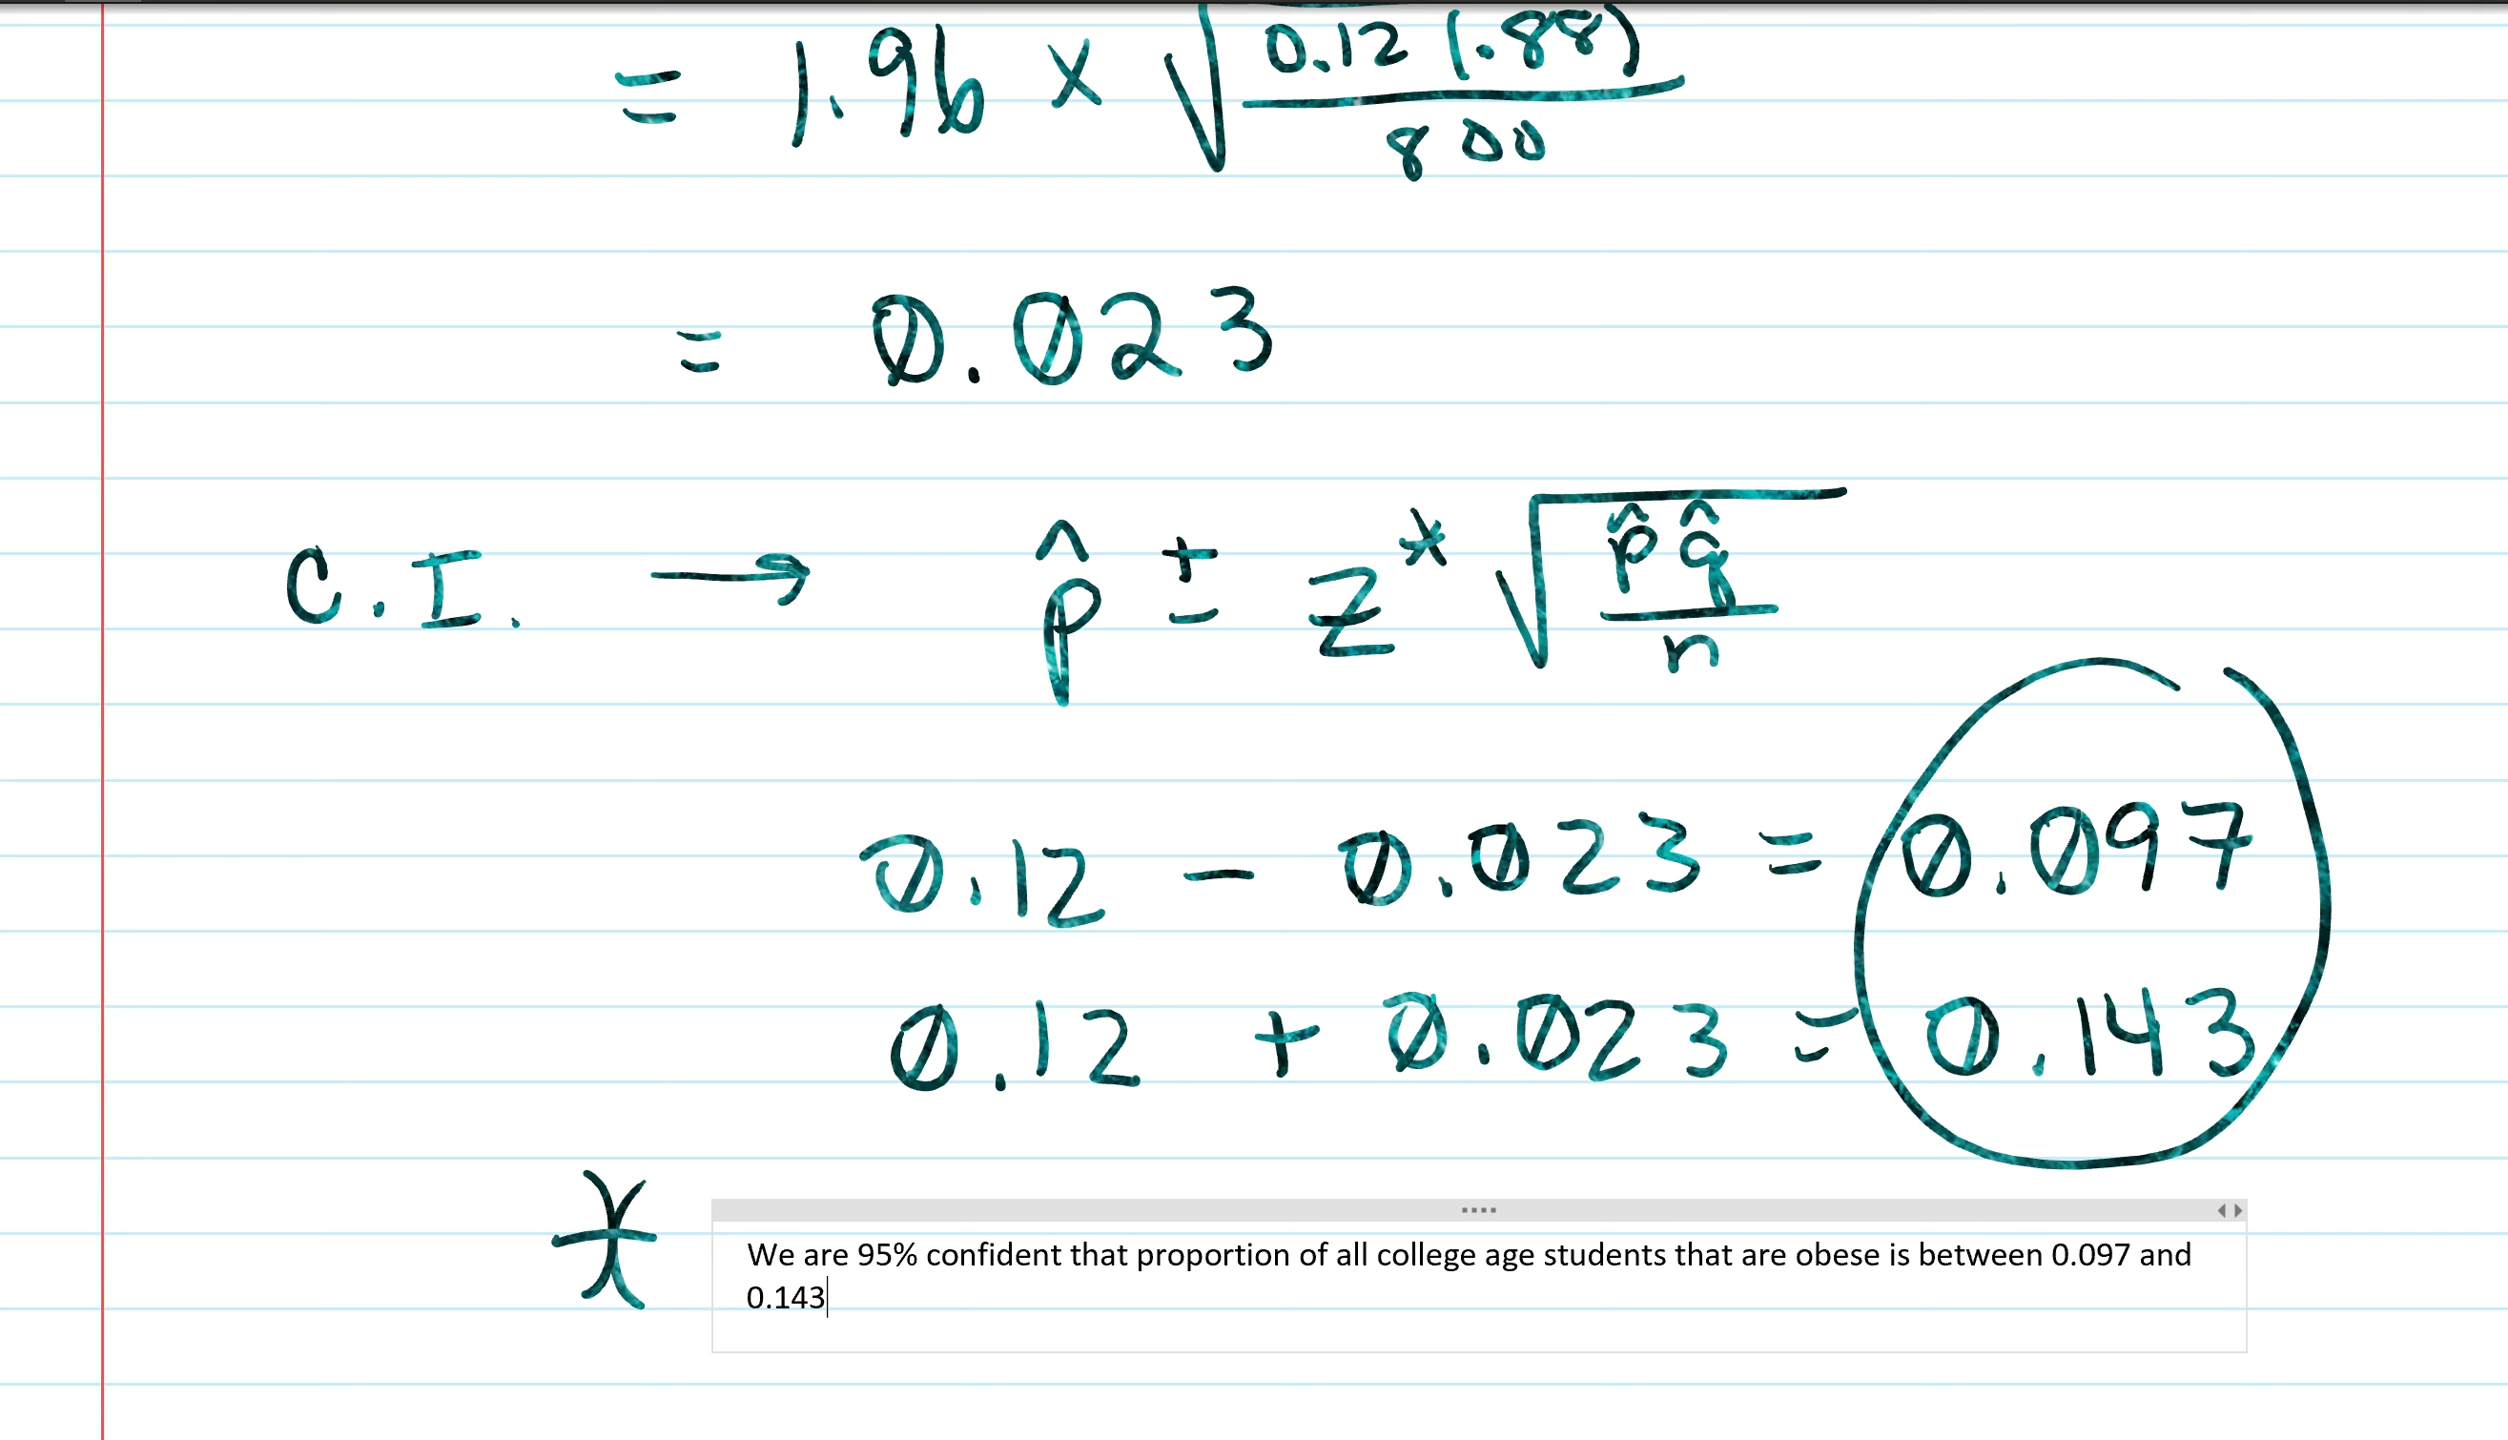 = 1.96 × √(0.12 (.88) / 800)
= 0.023
C.I. → p̂ ± z* √(p̂ q̂ / n)
0.12 − 0.023 = 0.097
0.12 + 0.023 = 0.143
We are 95% confident that proportion of all college age students that are obese is between 0.097 and
0.143